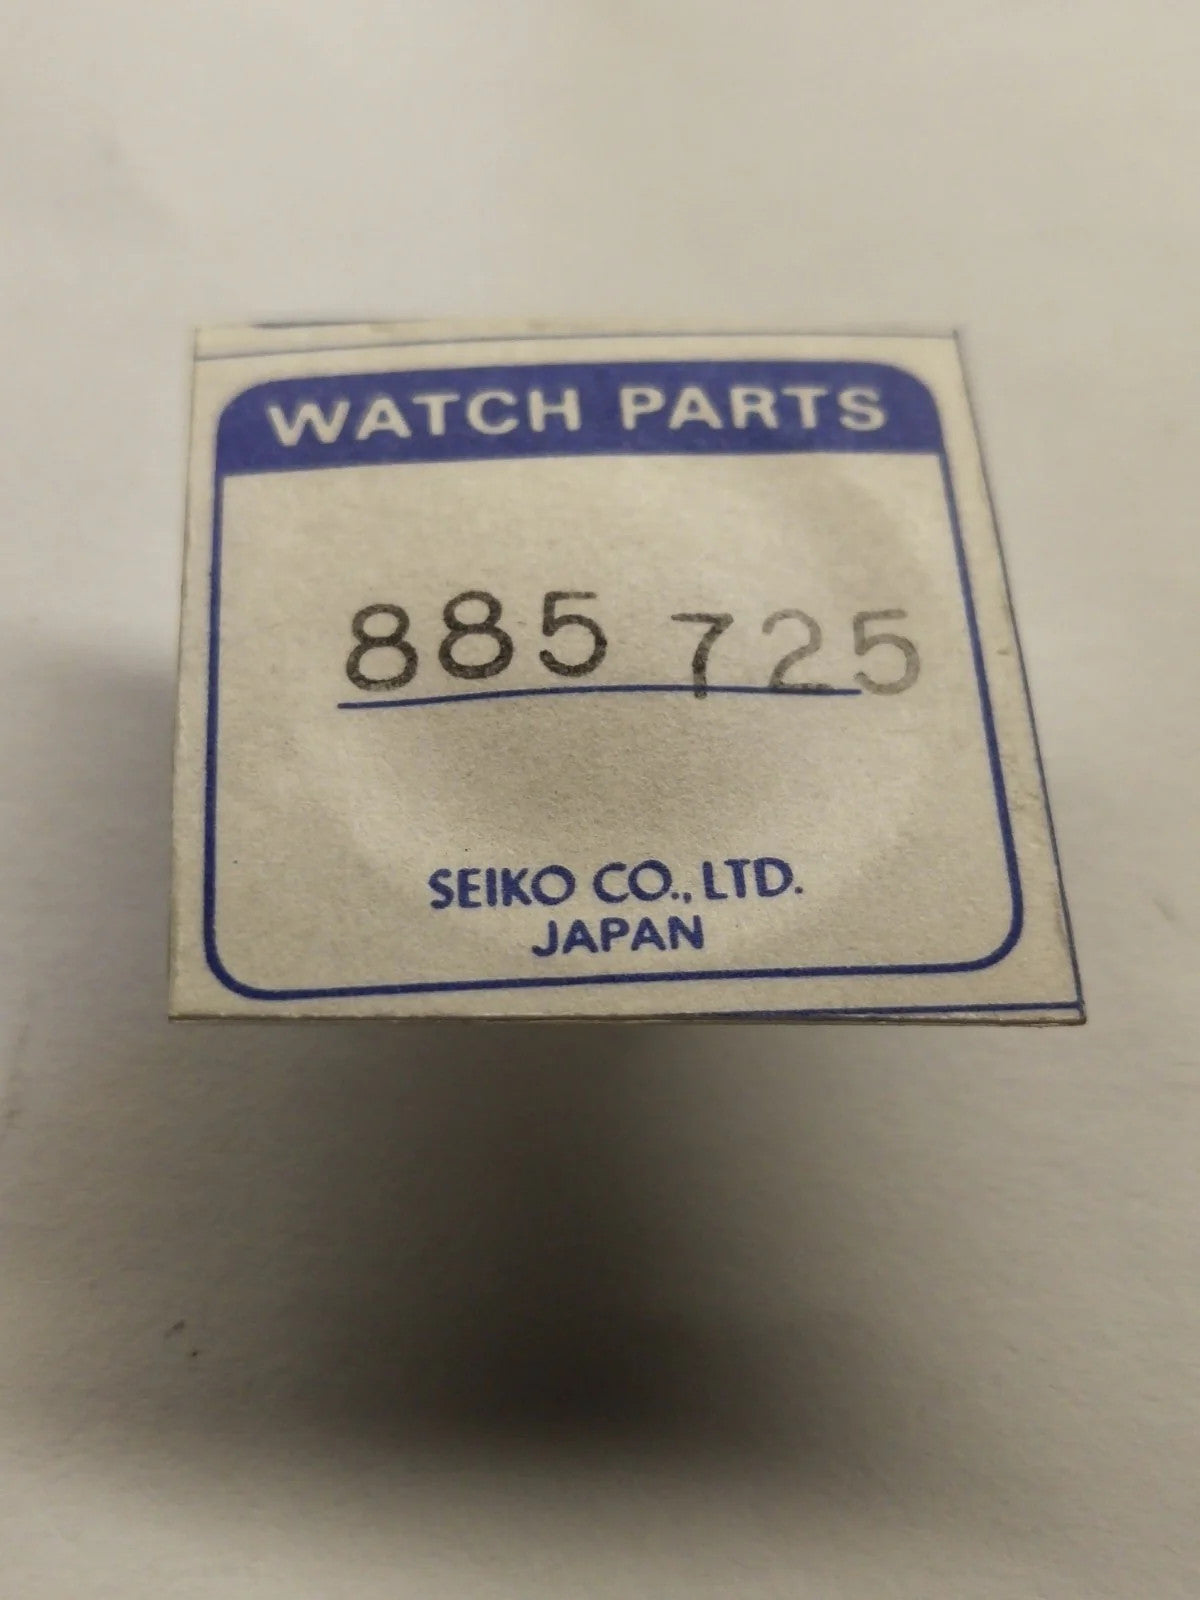 WATCH PARTS
885 725
SEIKO CO., LTD.
JAPAN